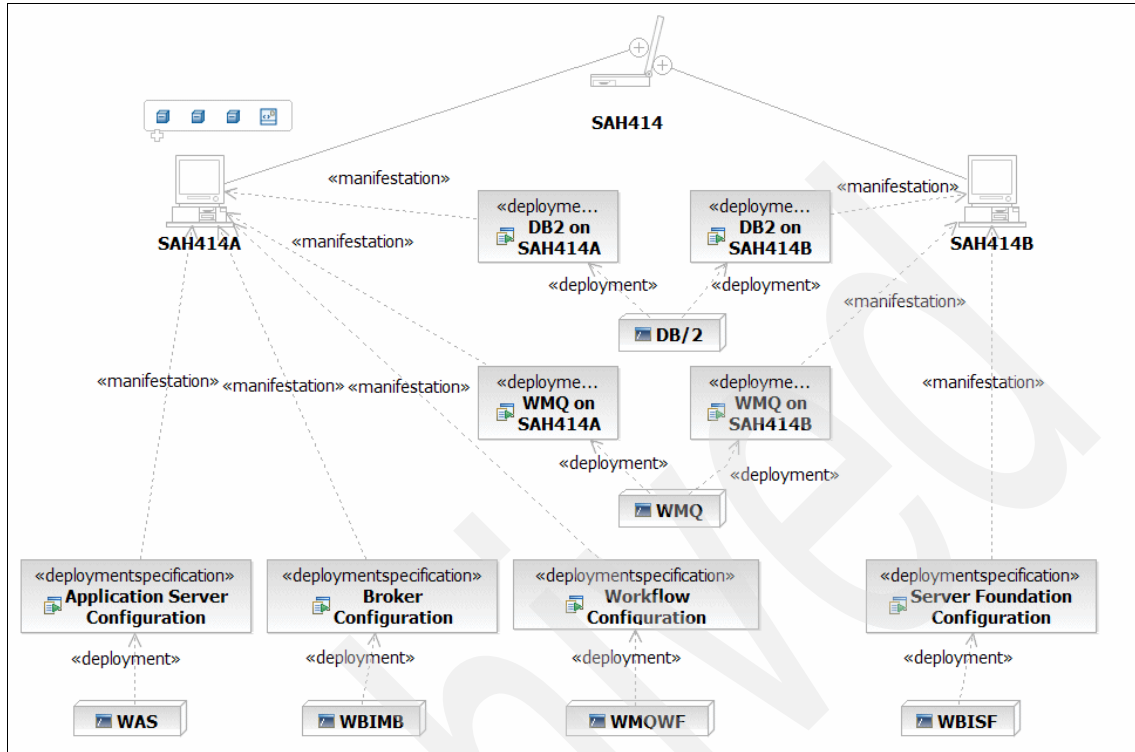 SAH414
«manifestation»
«manifestation»
SAH414A
SAH414B
«deployme...
«deployme...
DB2 on
SAH414A
DB2 on
SAH414B
«manifestation»
«deployment»
«deployment»
«manifestation»
DB/2
«manifestation»
«manifestation»
«manifestation»
«deployme...
«deployme...
«manifestation»
WMQ on
SAH414A
WMQ on
SAH414B
«deployment»
«deployment»
WMQ
«deploymentspecification»
Application Server
Configuration
«deploymentspecification»
Broker
Configuration
«deploymentspecification»
Workflow
Configuration
«deploymentspecification»
Server Foundation
Configuration
«deployment»
«deployment»
«deployment»
«deployment»
WAS
WBIMB
WMQWF
WBISF